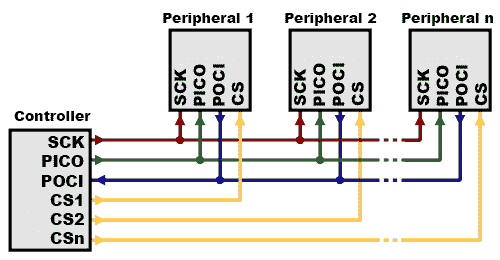 Peripheral 1
Peripheral 2
Peripheral n
SCK
PICO
POCI
CS
SCK
PICO
POCI
CS
SCK
PICO
POCI
CS
Controller
SCK
PICO
POCI
CS1
CS2
CSn